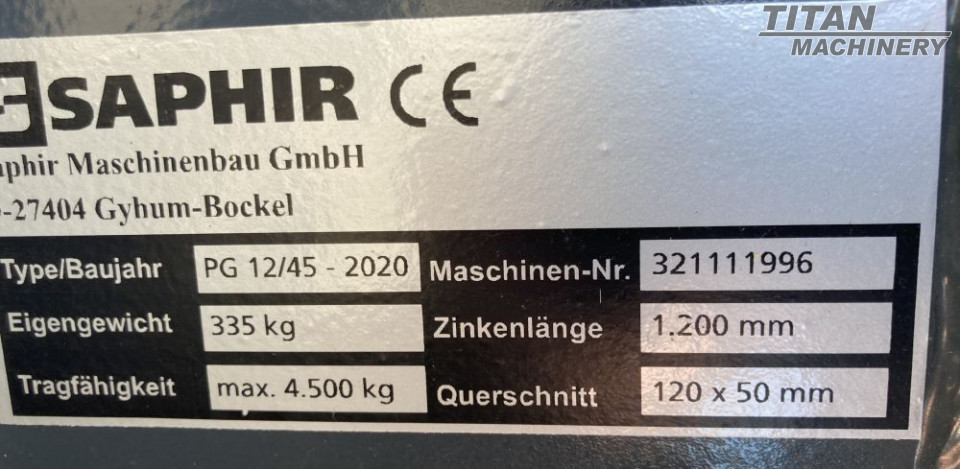 TITAN
MACHINERY
SAPHIR CE
aphir Maschinenbau GmbH
-27404 Gyhum-Bockel
Type/Baujahr PG 12/45 - 2020 Maschinen-Nr. 321111996
Eigengewicht 335 kg Zinkenlänge 1.200 mm
Tragfähigkeit max. 4.500 kg Querschnitt 120 x 50 mm